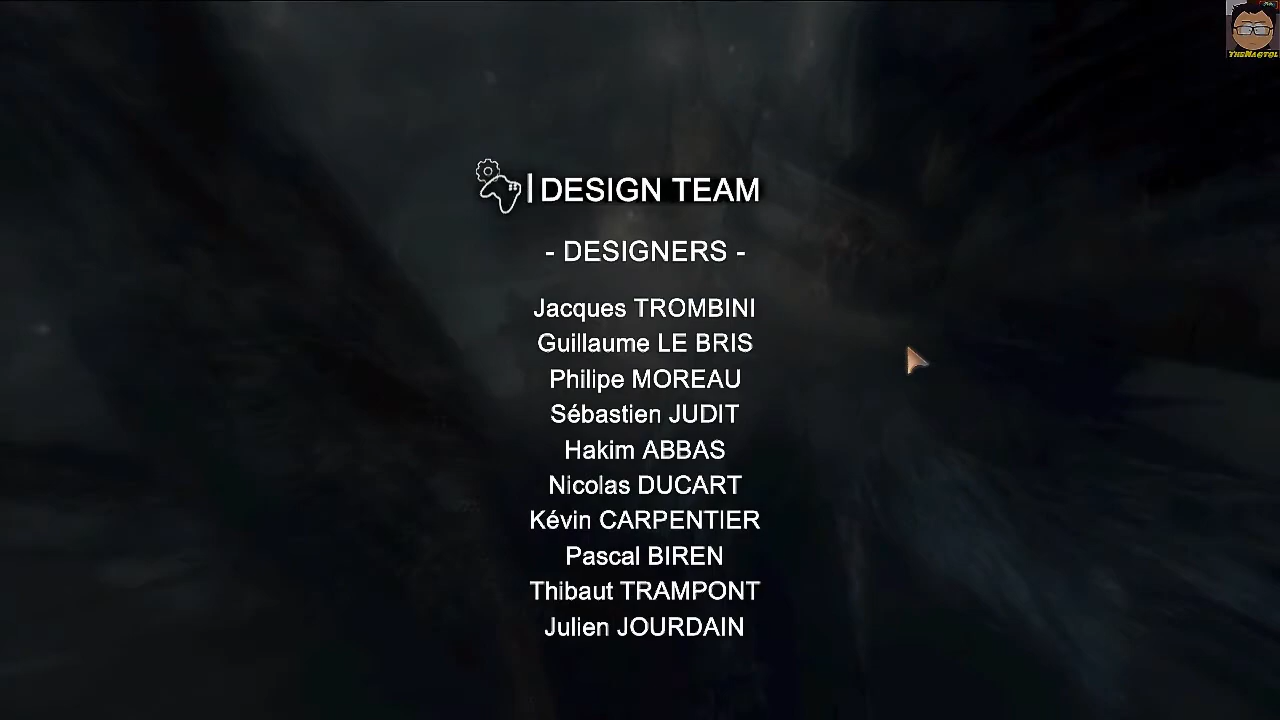 TheMagtol
DESIGN TEAM
- DESIGNERS -
Jacques TROMBINI
Guillaume LE BRIS
Philipe MOREAU
Sébastien JUDIT
Hakim ABBAS
Nicolas DUCART
Kévin CARPENTIER
Pascal BIREN
Thibaut TRAMPONT
Julien JOURDAIN